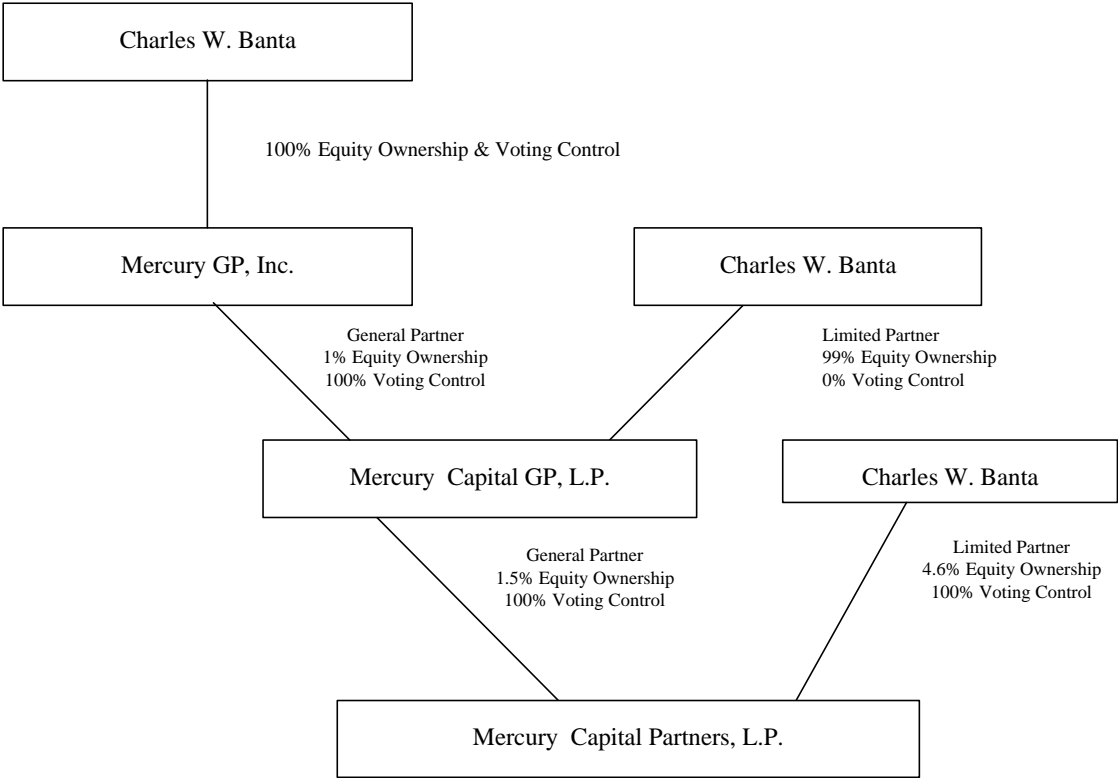 Charles W. Banta
100% Equity Ownership & Voting Control
Mercury GP, Inc.
Charles W. Banta
General Partner
1% Equity Ownership
100% Voting Control
Limited Partner
99% Equity Ownership
0% Voting Control
Mercury Capital GP, L.P.
Charles W. Banta
General Partner
1.5% Equity Ownership
100% Voting Control
Limited Partner
4.6% Equity Ownership
100% Voting Control
Mercury Capital Partners, L.P.